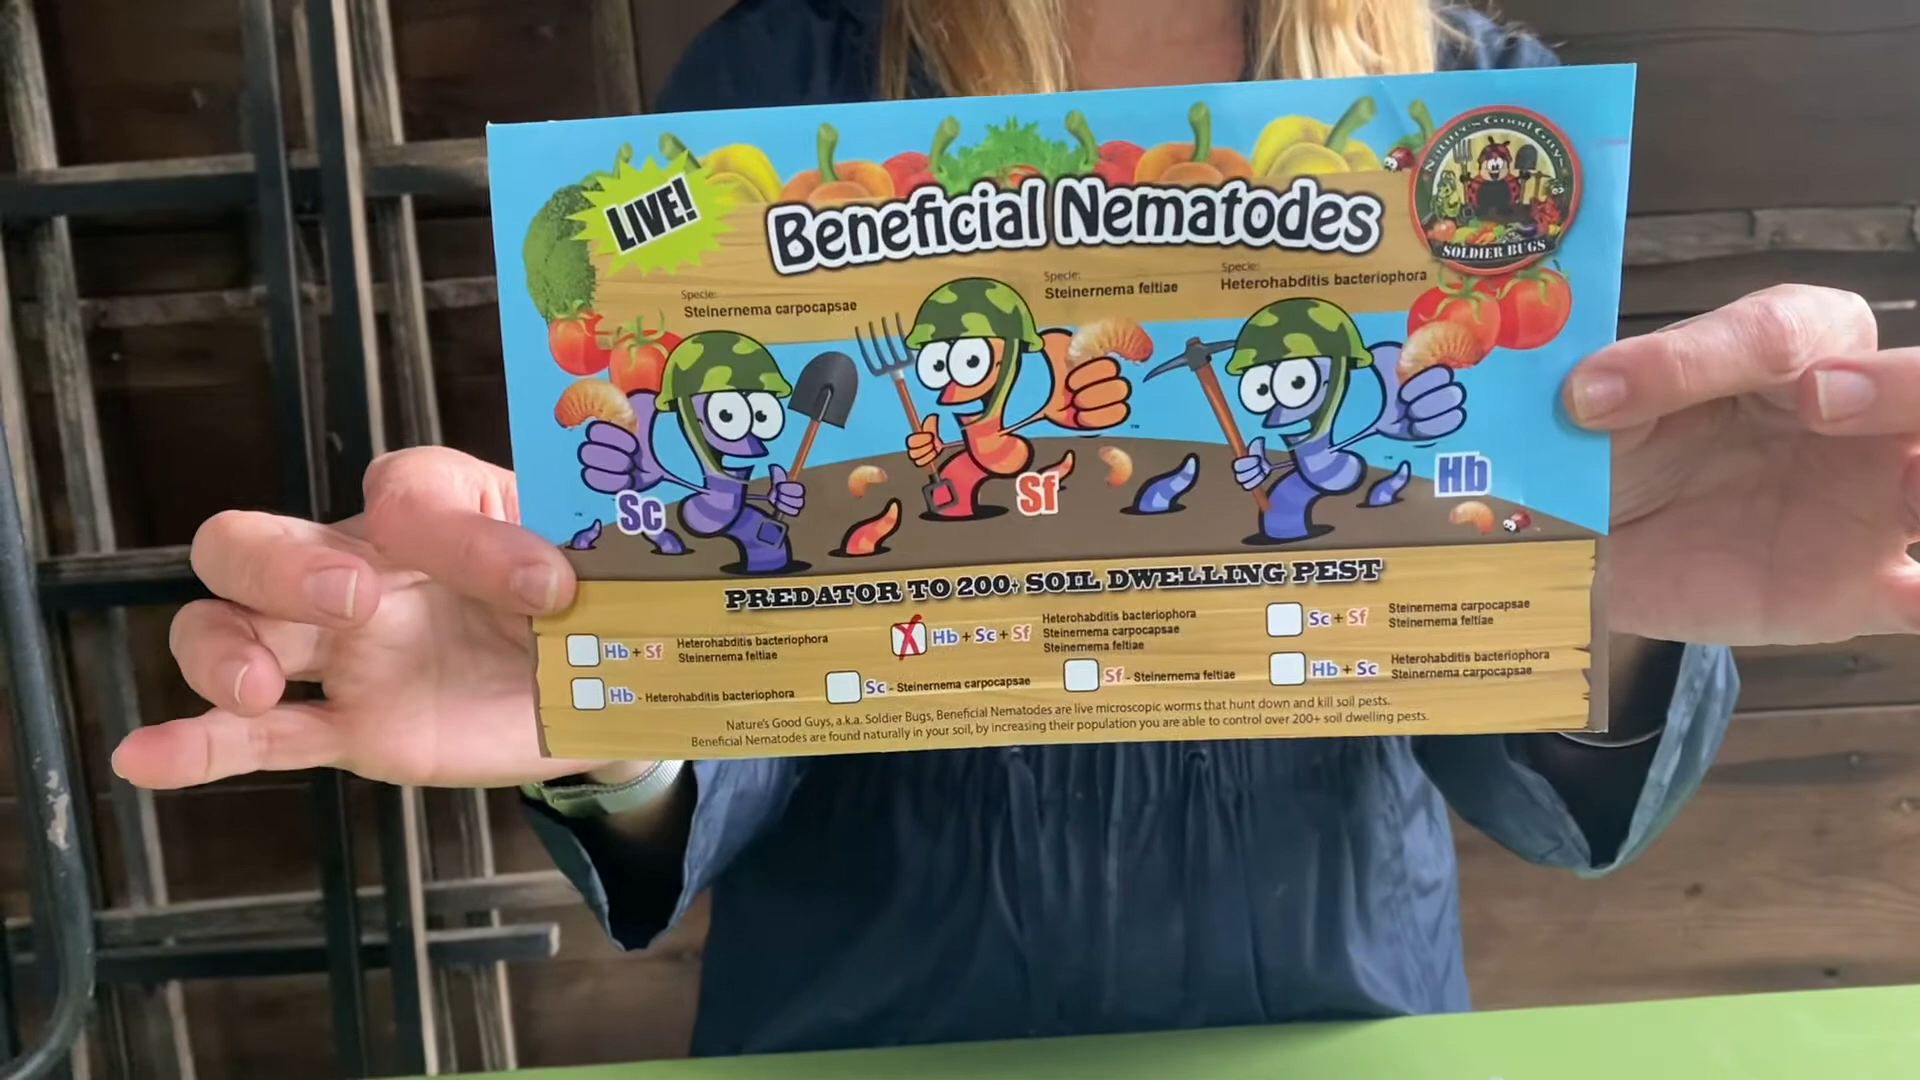 LIVE!
Beneficial Nematodes
Nature's Good Guys
SOLDIER BUGS
Specie:
Steinernema carpocapsae
Specie:
Steinernema feltiae
Specie:
Heterohabditis bacteriophora
Sc
Sf
Hb
PREDATOR TO 200+ SOIL DWELLING PEST
Hb + Sf
Heterohabditis bacteriophora
Steinernema feltiae
X Hb + Sc + Sf
Heterohabditis bacteriophora
Steinernema carpocapsae
Steinernema feltiae
Sc + Sf
Steinernema carpocapsae
Steinernema feltiae
Hb - Heterohabditis bacteriophora
Sc - Steinernema carpocapsae
Sf - Steinernema feltiae
Hb + Sc
Heterohabditis bacteriophora
Steinernema carpocapsae
Nature's Good Guys, a.k.a. Soldier Bugs, Beneficial Nematodes are live microscopic worms that hunt down and kill soil pests.
Beneficial Nematodes are found naturally in your soil, by increasing their population you are able to control over 200+ soil dwelling pests.